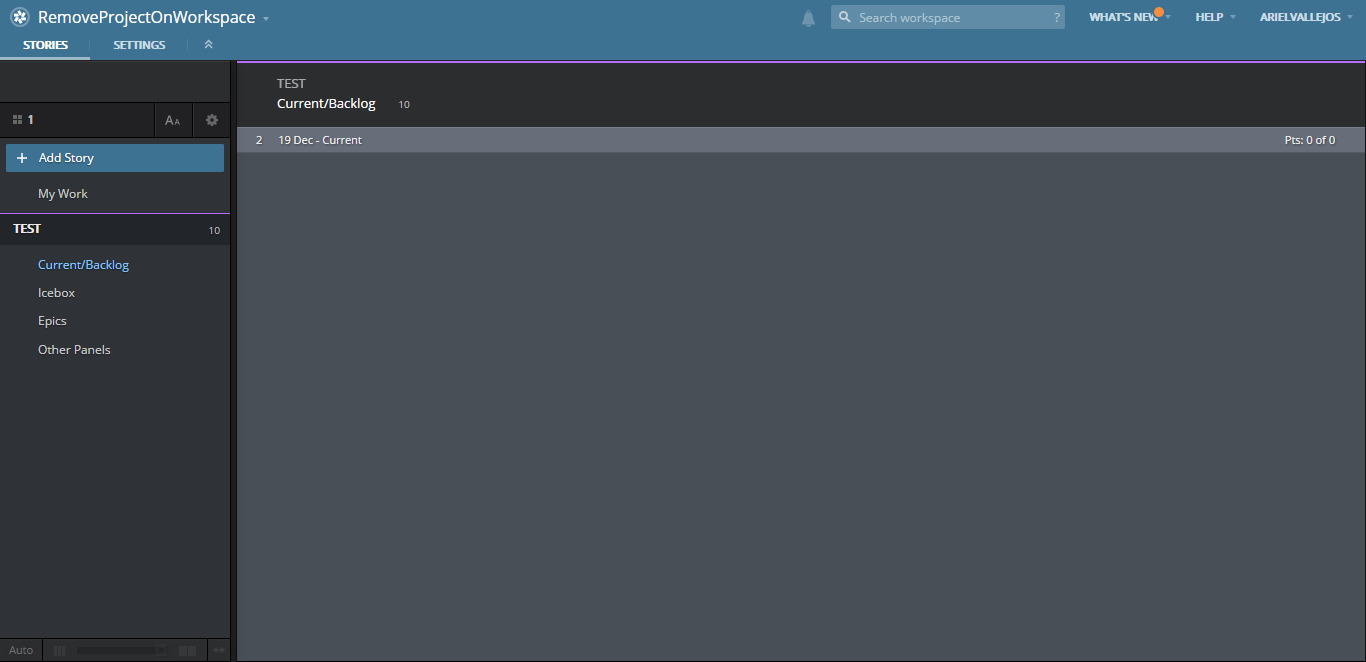 RemoveProjectOnWorkspace
Search workspace ?
WHAT'S NEW
HELP
ARIELVALLEJOS
STORIES
SETTINGS
1
AA
Add Story
My Work
TEST 10
Current/Backlog
Icebox
Epics
Other Panels
Auto
TEST
Current/Backlog 10
2 19 Dec - Current Pts: 0 of 0